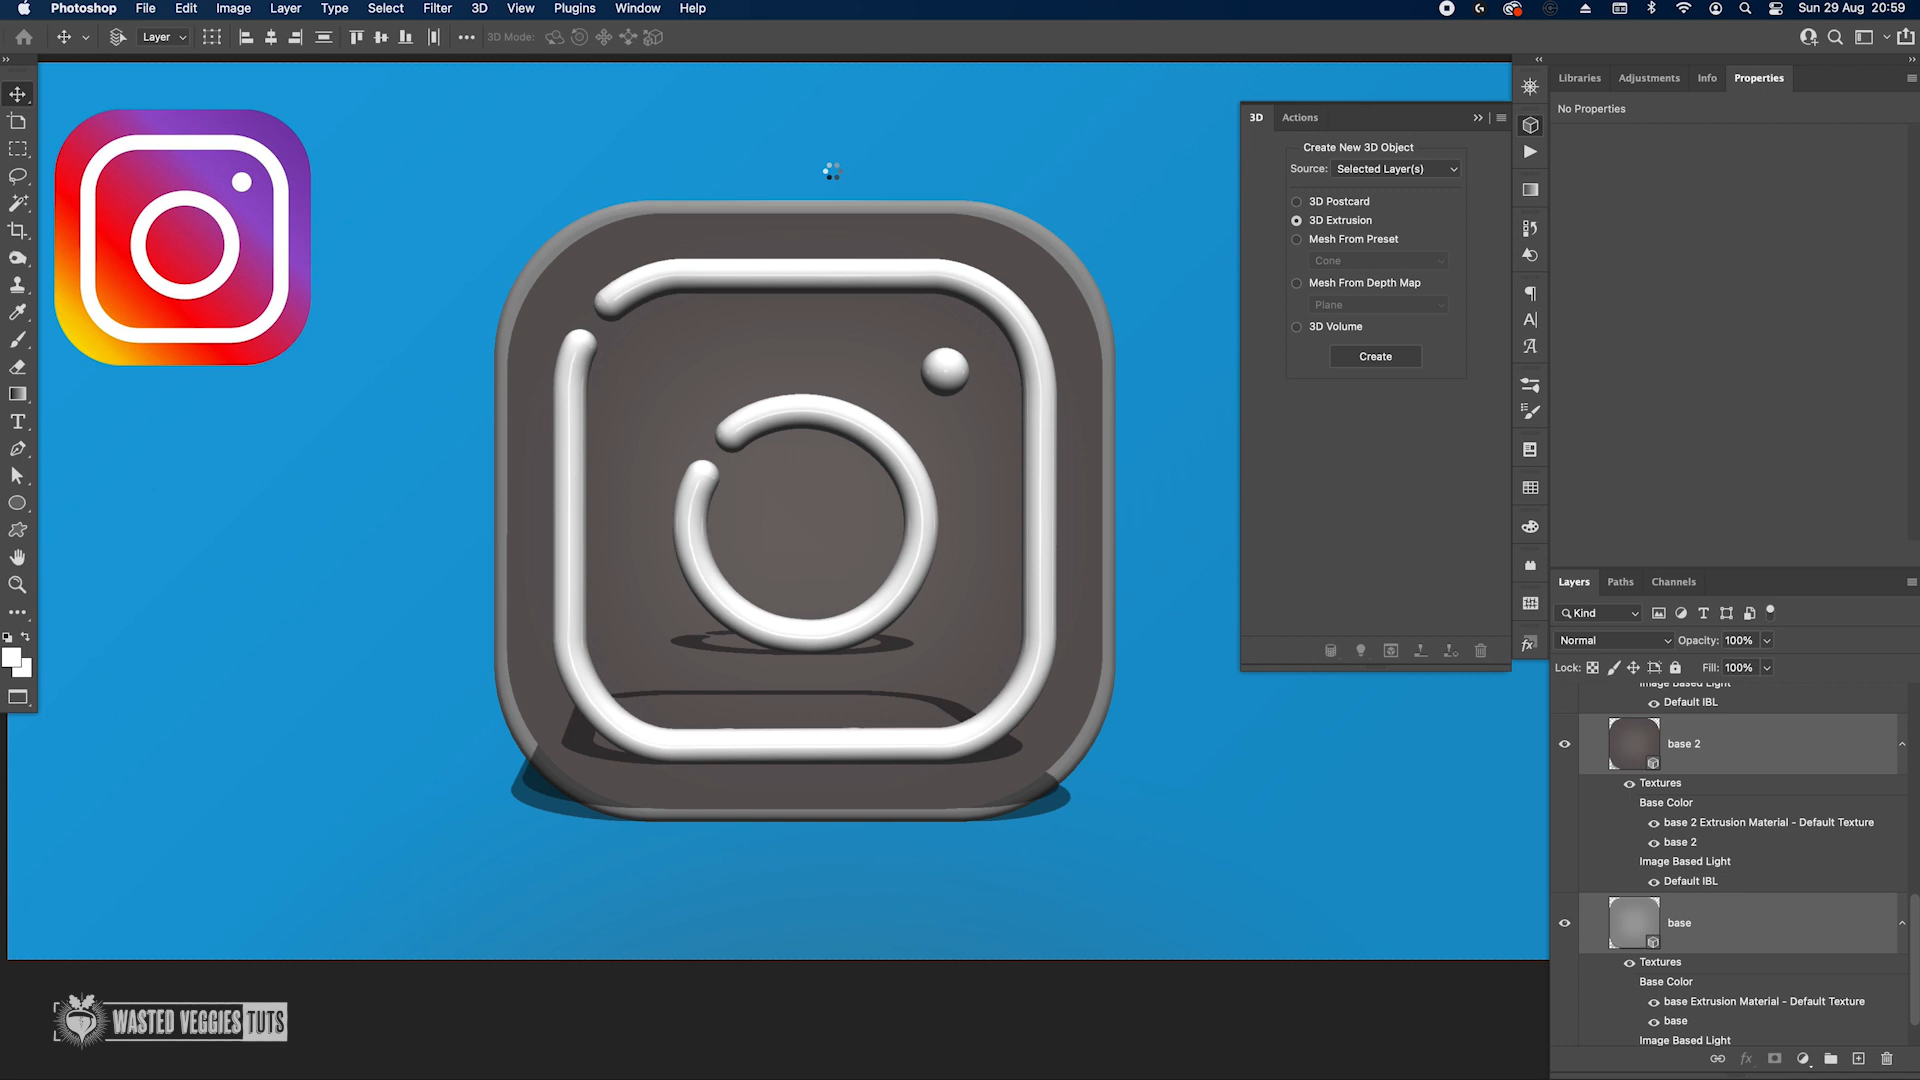 Photoshop File Edit Image Layer Type Select Filter 3D View Plugins Window Help Sun 29 Aug 20:59
Layer 3D Mode:
Libraries Adjustments Info Properties
No Properties
3D Actions
Create New 3D Object
Source: Selected Layer(s)
3D Postcard
3D Extrusion
Mesh From Preset
Cone
Mesh From Depth Map
Plane
3D Volume
Create
Layers Paths Channels
Kind
Normal Opacity: 100%
Lock: Fill: 100%
Image Based Light
Default IBL
base 2
Textures
Base Color
base 2 Extrusion Material - Default Texture
base 2
Image Based Light
Default IBL
base
Textures
Base Color
base Extrusion Material - Default Texture
base
Image Based Light
WASTED VEGGIES TUTS